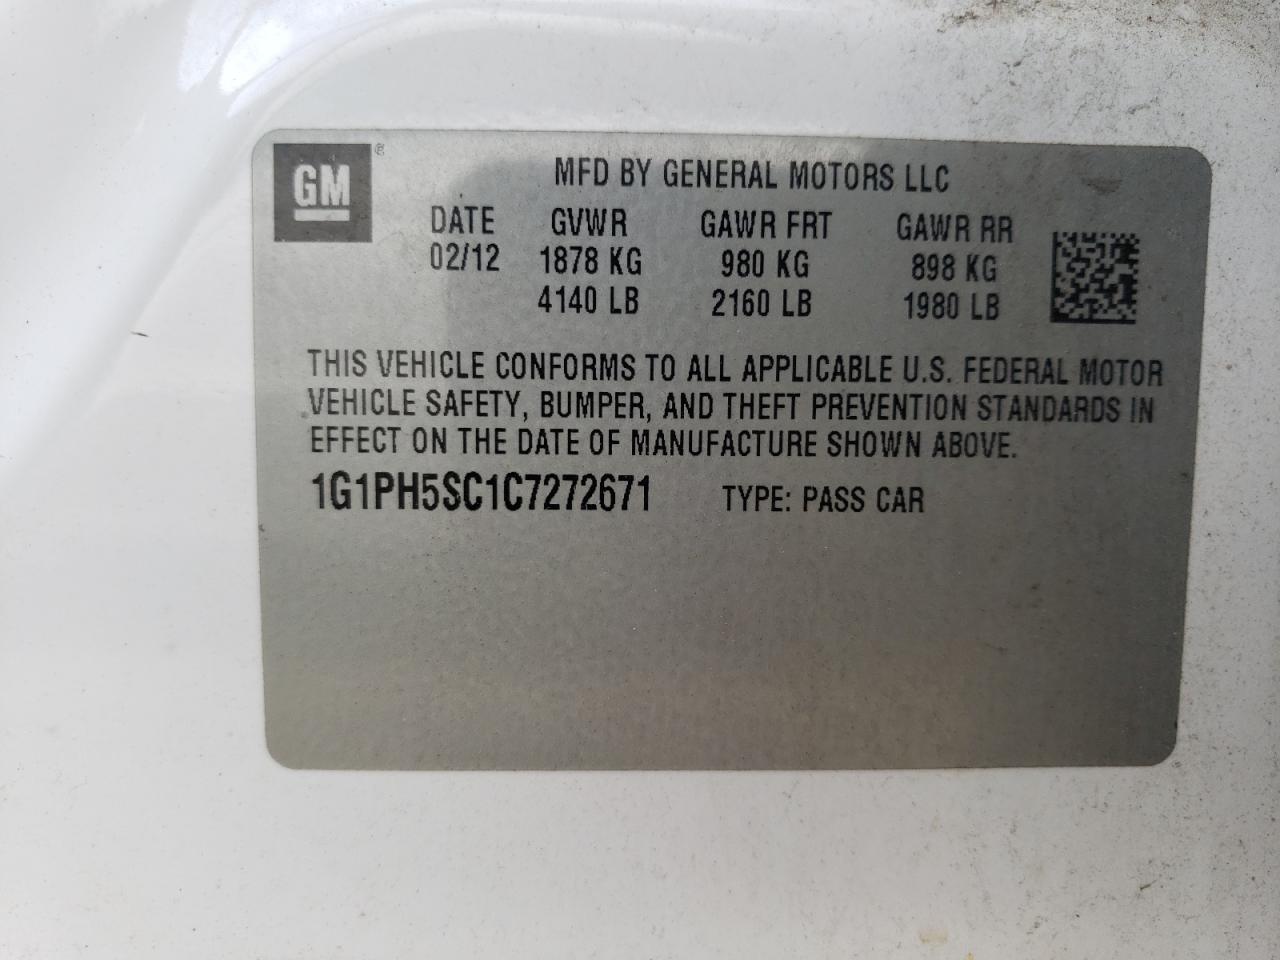 GM®
MFD BY GENERAL MOTORS LLC
DATE GVWR GAWR FRT GAWR RR
02/12 1878 KG 980 KG 898 KG
4140 LB 2160 LB 1980 LB
THIS VEHICLE CONFORMS TO ALL APPLICABLE U.S. FEDERAL MOTOR
VEHICLE SAFETY, BUMPER, AND THEFT PREVENTION STANDARDS IN
EFFECT ON THE DATE OF MANUFACTURE SHOWN ABOVE.
1G1PH5SC1C7272671 TYPE: PASS CAR